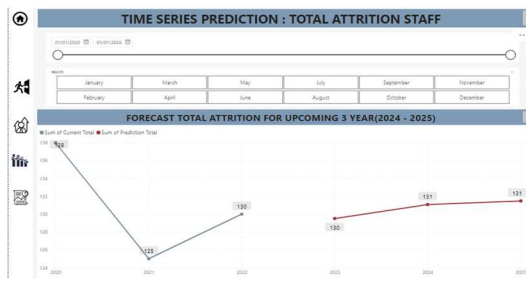 TIME SERIES PREDICTION : TOTAL ATTRITION STAFF
01/01/2020 01/01/2026
Month
January March May July September November
February April June August October December
FORECAST TOTAL ATTRITION FOR UPCOMING 3 YEAR(2024 - 2025)
Sum of Current Total Sum of Prediction Total
138
138
136
134
132
130
128
126
124
125
130
130
131
131
2020 2021 2022 2023 2024 2025